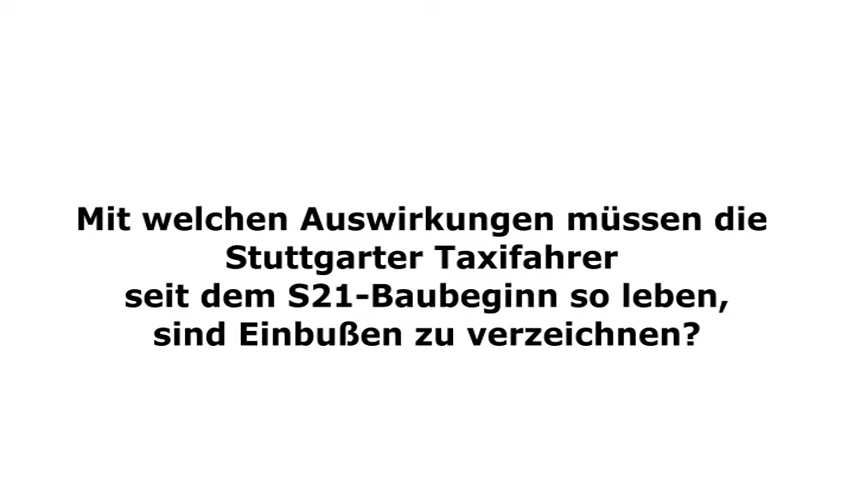 Mit welchen Auswirkungen müssen die
Stuttgarter Taxifahrer
seit dem S21-Baubeginn so leben,
sind Einbußen zu verzeichnen?